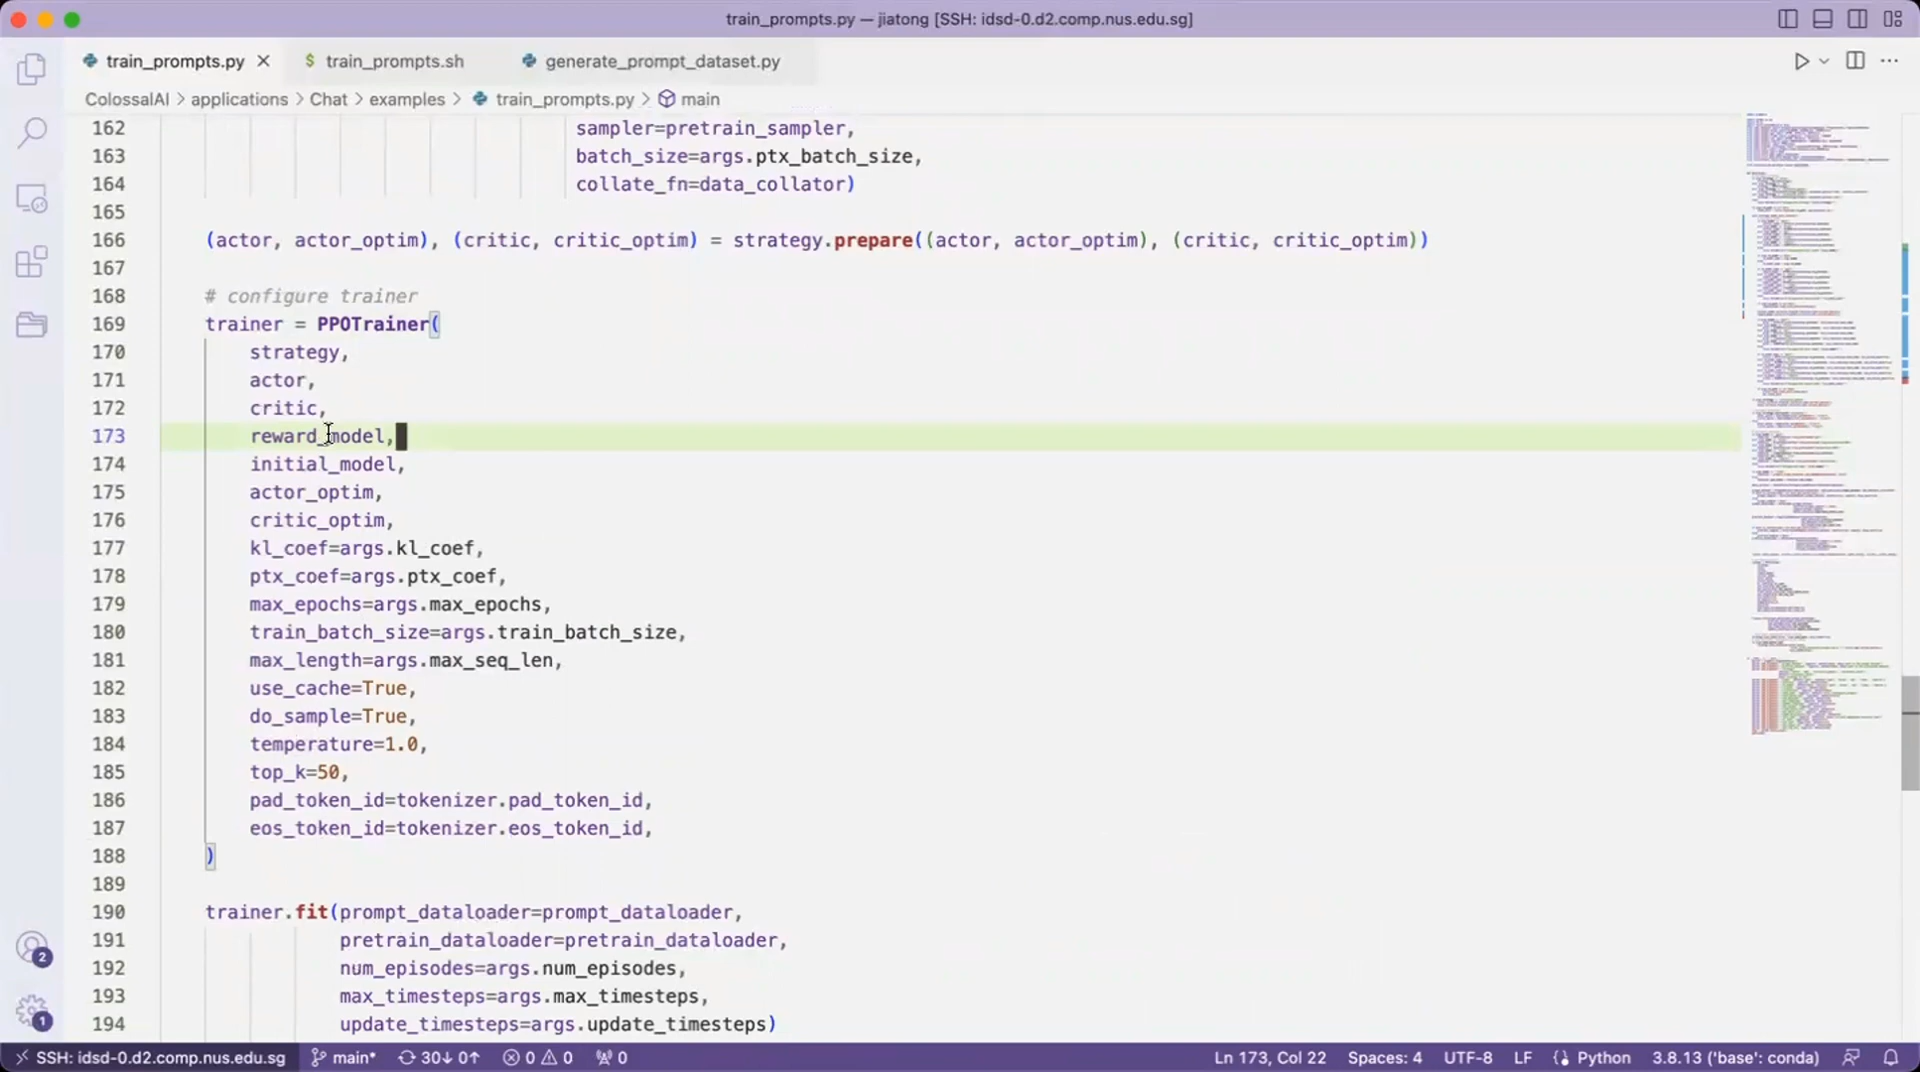 train_prompts.py — jiatong [SSH: idsd-0.d2.comp.nus.edu.sg]
train_prompts.py $ train_prompts.sh generate_prompt_dataset.py
ColossalAI > applications > Chat > examples > train_prompts.py > main
162 sampler=pretrain_sampler,
163 batch_size=args.ptx_batch_size,
164 collate_fn=data_collator)
165
166 (actor, actor_optim), (critic, critic_optim) = strategy.prepare((actor, actor_optim), (critic, critic_optim))
167
168 # configure trainer
169 trainer = PPOTrainer(
170 strategy,
171 actor,
172 critic,
173 reward_model,
174 initial_model,
175 actor_optim,
176 critic_optim,
177 kl_coef=args.kl_coef,
178 ptx_coef=args.ptx_coef,
179 max_epochs=args.max_epochs,
180 train_batch_size=args.train_batch_size,
181 max_length=args.max_seq_len,
182 use_cache=True,
183 do_sample=True,
184 temperature=1.0,
185 top_k=50,
186 pad_token_id=tokenizer.pad_token_id,
187 eos_token_id=tokenizer.eos_token_id,
188 )
189
190 trainer.fit(prompt_dataloader=prompt_dataloader,
191 pretrain_dataloader=pretrain_dataloader,
192 num_episodes=args.num_episodes,
193 max_timesteps=args.max_timesteps,
194 update_timesteps=args.update_timesteps)
2
1
SSH: idsd-0.d2.comp.nus.edu.sg main* 30↓ 0↑ 0 0 0 Ln 173, Col 22 Spaces: 4 UTF-8 LF Python 3.8.13 ('base': conda)